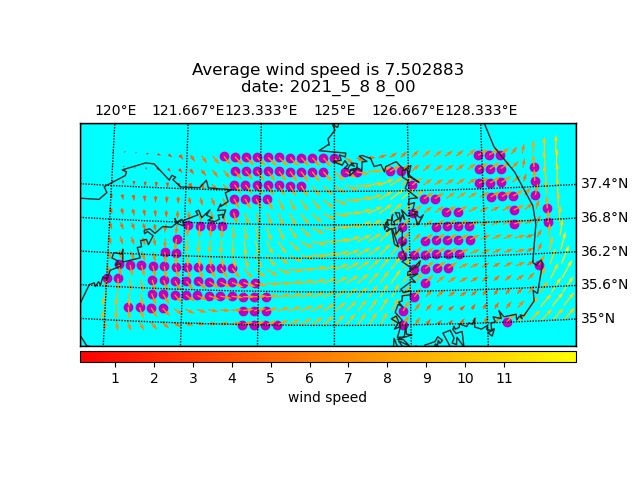 Average wind speed is 7.502883
date: 2021_5_8 8_00
120°E 121.667°E 123.333°E 125°E 126.667°E 128.333°E
37.4°N
36.8°N
36.2°N
35.6°N
35°N
1 2 3 4 5 6 7 8 9 10 11
wind speed